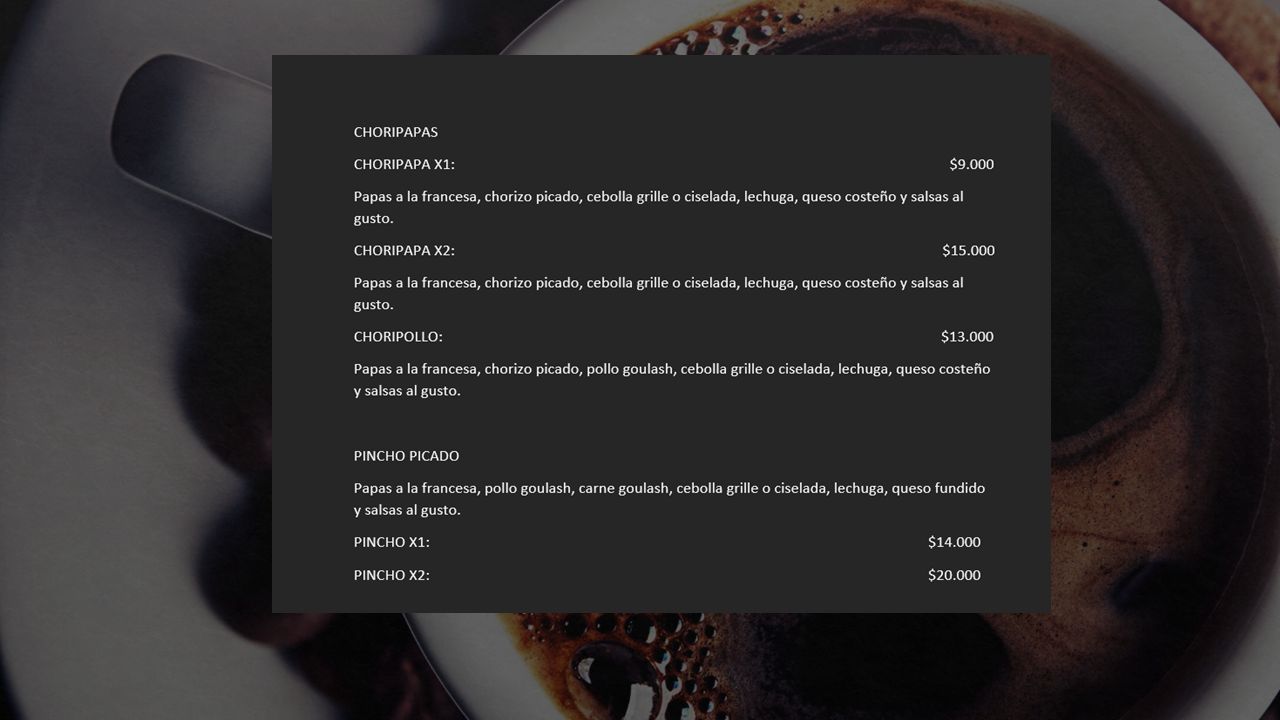 CHORIPAPAS
CHORIPAPA X1: $9.000
Papas a la francesa, chorizo picado, cebolla grille o ciselada, lechuga, queso costeño y salsas al
gusto.
CHORIPAPA X2: $15.000
Papas a la francesa, chorizo picado, cebolla grille o ciselada, lechuga, queso costeño y salsas al
gusto.
CHORIPOLLO: $13.000
Papas a la francesa, chorizo picado, pollo goulash, cebolla grille o ciselada, lechuga, queso costeño
y salsas al gusto.
PINCHO PICADO
Papas a la francesa, pollo goulash, carne goulash, cebolla grille o ciselada, lechuga, queso fundido
y salsas al gusto.
PINCHO X1: $14.000
PINCHO X2: $20.000